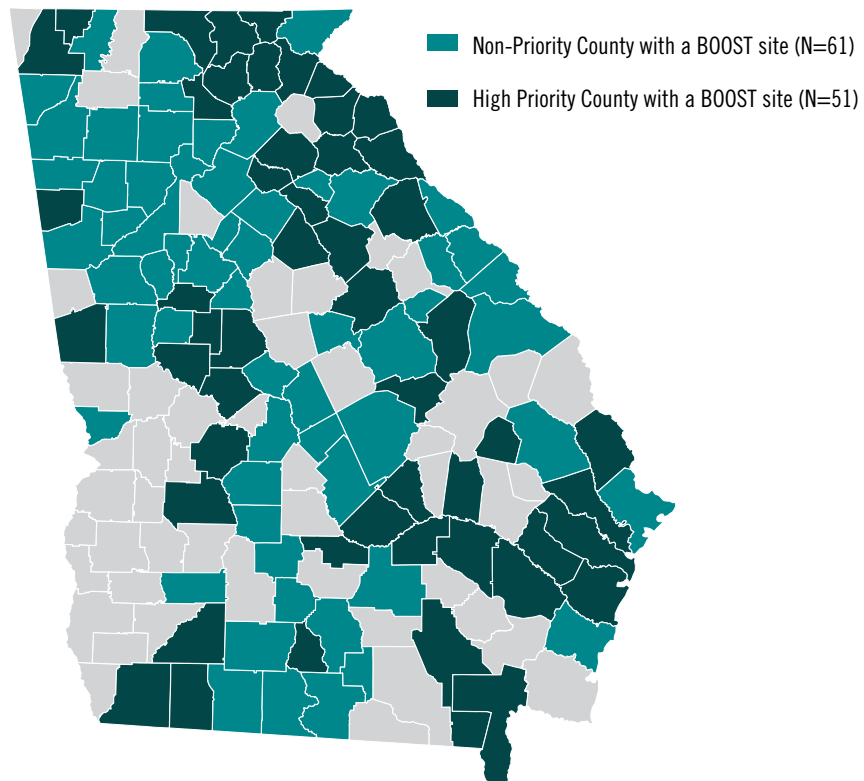 Non-Priority County with a BOOST site (N=61)
High Priority County with a BOOST site (N=51)